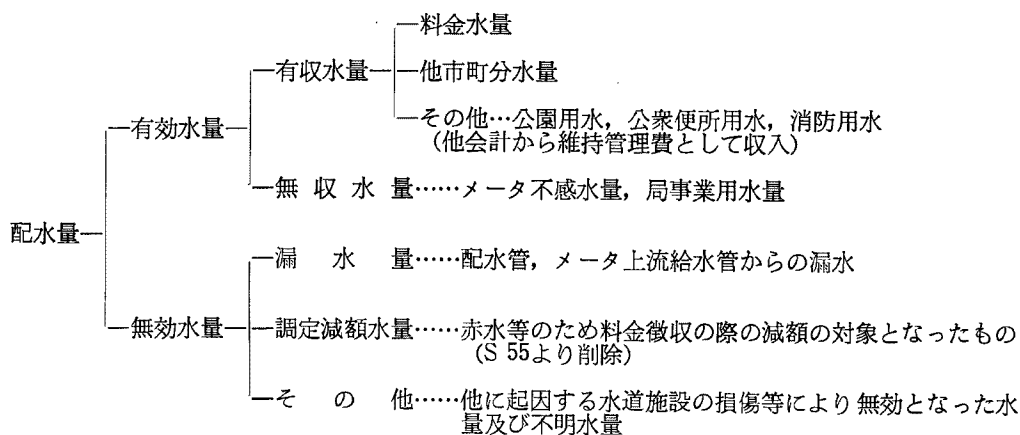 料金水量
有収水量
他市町分水量
その他…公園用水，公衆便所用水，消防用水
(他会計から維持管理費として収入)
有効水量
無収水量……メータ不感水量，局事業用水量
配水量
漏水量……配水管，メータ上流給水管からの漏水
無効水量
調定減額水量……赤水等のため料金徴収の際の減額の対象となったもの
(S 55より削除)
その他……他に起因する水道施設の損傷等により無効となった水
量及び不明水量